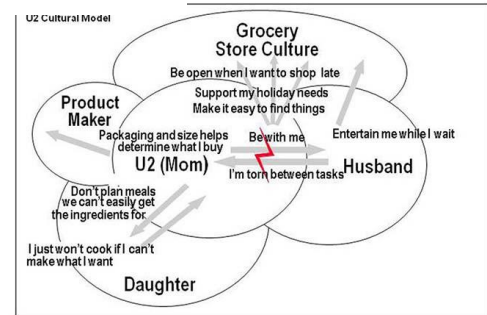 U2 Cultural Model
Grocery
Store Culture
Be open when I want to shop late
Support my holiday needs
Make it easy to find things
Product
Maker
Packaging and size helps
determine what I buy
Be with me
Entertain me while I wait
U2 (Mom)
Husband
I'm torn between tasks
Don't plan meals
we can't easily get
the ingredients for
I just won't cook if I can't
make what I want
Daughter